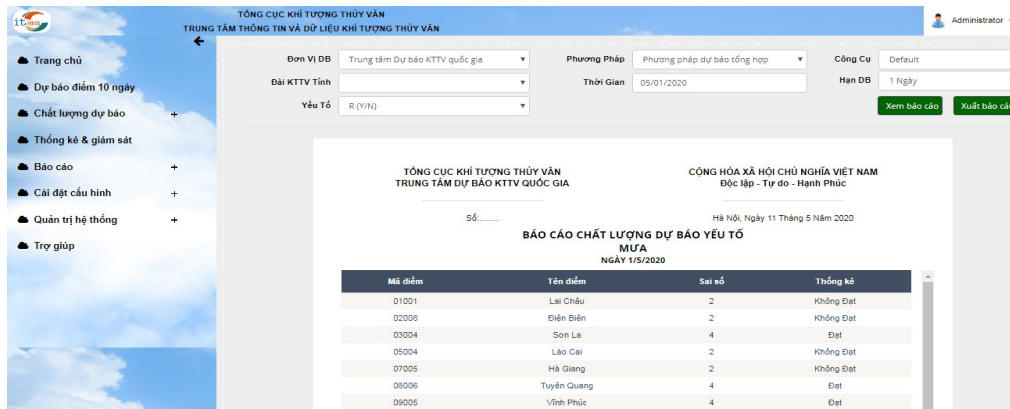 it
TỔNG CỤC KHÍ TƯỢNG THỦY VĂN
TRUNG TÂM THÔNG TIN VÀ DỮ LIỆU KHÍ TƯỢNG THỦY VĂN
Administrator
Trang chủ
Dự báo điểm 10 ngày
Chất lượng dự báo +
Thống kê & giám sát
Báo cáo +
Cài đặt cấu hình +
Quản trị hệ thống +
Trợ giúp
Đơn Vị DB Trung tâm Dự báo KTTV quốc gia Phương Pháp Phương pháp dự báo tổng hợp Công Cụ Default
Đài KTTV Tỉnh Thời Gian 05/01/2020 Hạn DB 1 Ngày
Yếu Tố R (Y/N)
Xem báo cáo Xuất báo cá
TỔNG CỤC KHÍ TƯỢNG THỦY VĂN CỘNG HÒA XÃ HỘI CHỦ NGHĨA VIỆT NAM
TRUNG TÂM DỰ BÁO KTTV QUỐC GIA Độc lập - Tự do - Hạnh Phúc
Số:........ Hà Nội, Ngày 11 Tháng 5 Năm 2020
BÁO CÁO CHẤT LƯỢNG DỰ BÁO YẾU TỐ
MƯA
NGÀY 1/5/2020
Mã điểm Tên điểm Sai số Thống kê
01001 Lai Châu 2 Không Đạt
02008 Điện Biên 2 Không Đạt
03004 Sơn La 4 Đạt
05004 Lào Cai 2 Không Đạt
07005 Hà Giang 2 Không Đạt
08006 Tuyên Quang 4 Đạt
09005 Vĩnh Phúc 4 Đạt